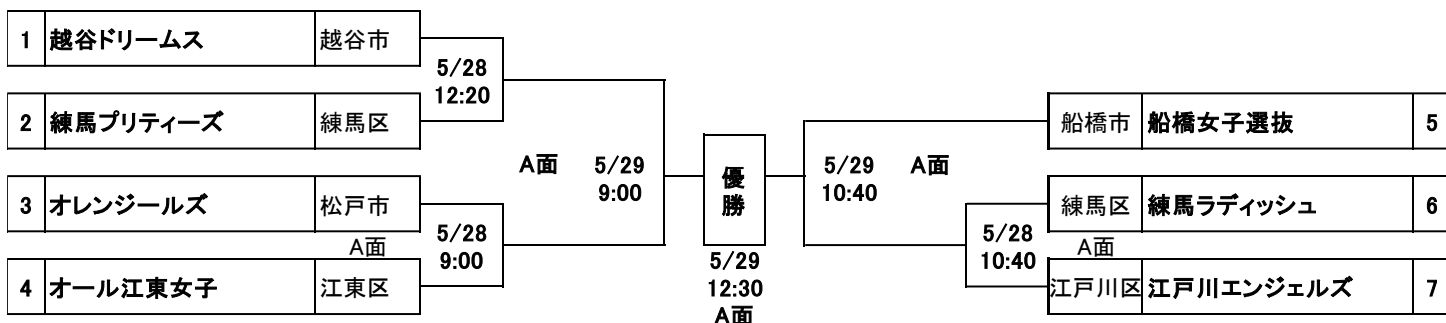 1 越谷ドリームス 越谷市
5/28
12:20
2 練馬プリティーズ 練馬区
A面 5/29
9:00
3 オレンジールズ 松戸市
A面
5/28
9:00
4 オール江東女子 江東区
優
勝
5/29
12:30
A面
5/29 A面
10:40
船橋市 船橋女子選抜 5
練馬区 練馬ラディッシュ 6
5/28 A面
10:40
江戸川区 江戸川エンジェルズ 7